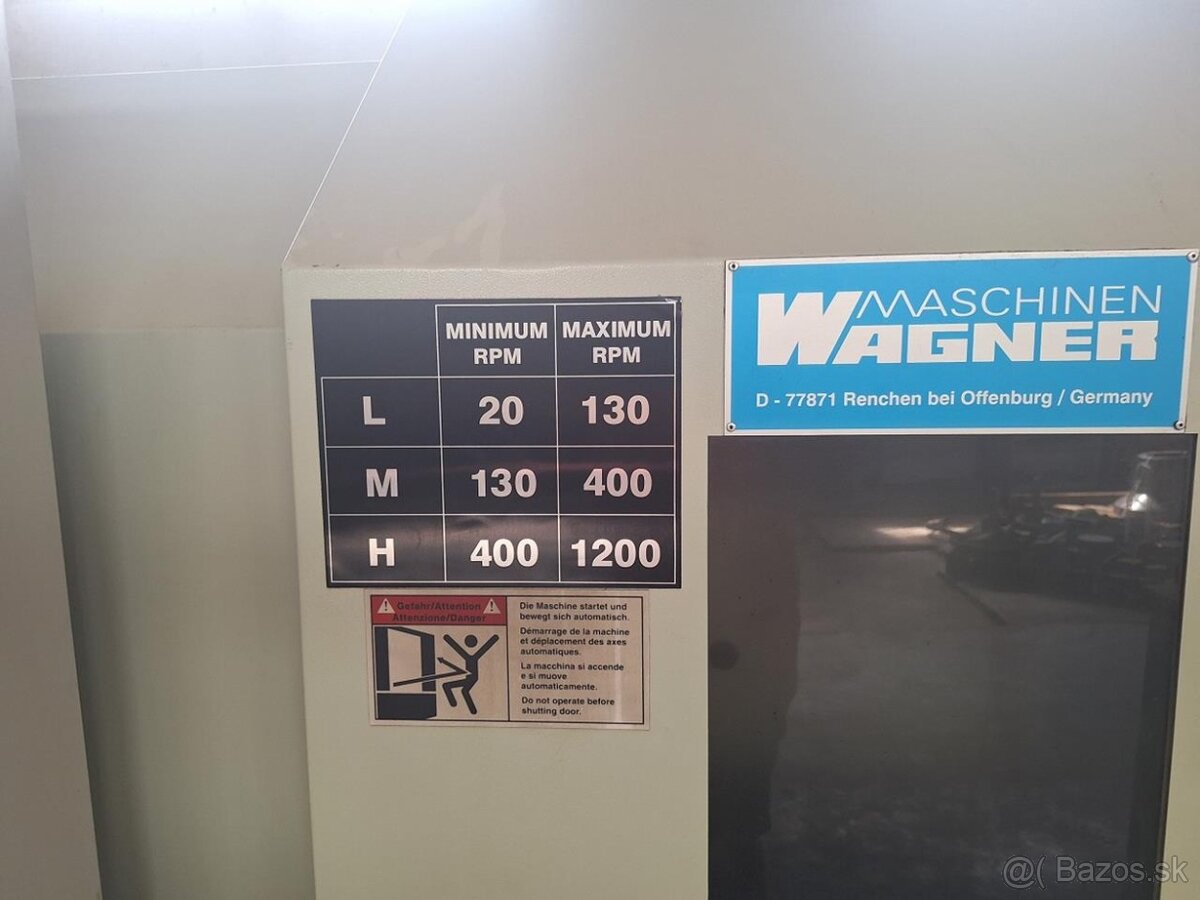 MINIMUM RPM MAXIMUM RPM
L 20 130
M 130 400
H 400 1200
MASCHINEN
WAGNER
D - 77871 Renchen bei Offenburg / Germany
Gefahr/Attention
Attenzione/Danger
Die Maschine startet und
bewegt sich automatisch.
Démarrage de la machine
et déplacement des axes
automatiques.
La macchina si accende
e si muove
automaticamente.
Do not operate before
shutting door.
@( Bazos.sk